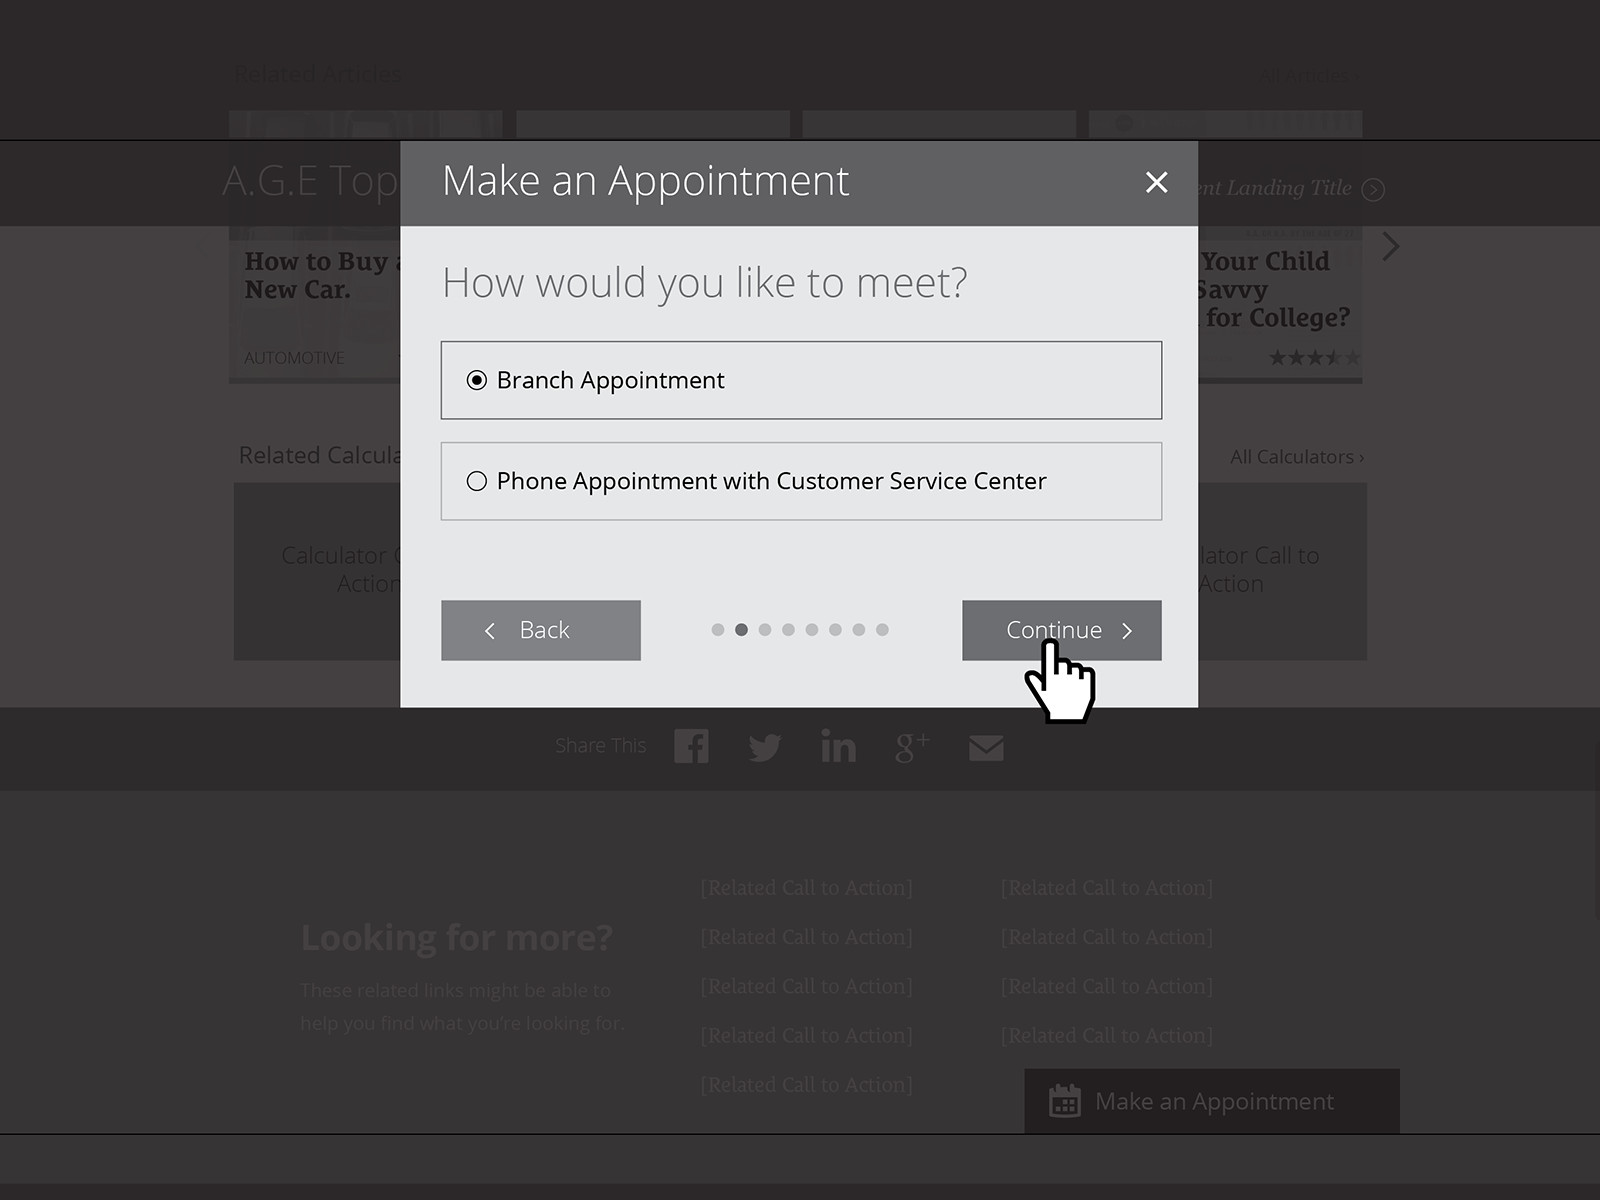 Related Articles
All Articles ›
A.G.E Top
Make an Appointment
ent Landing Title
How to Buy a
New Car.
AUTOMOTIVE
How would you like to meet?
Your Child
Savvy
for College?
Branch Appointment
Phone Appointment with Customer Service Center
Related Calcula
All Calculators ›
Calculator C
Action
lator Call to
Action
Back
Continue
Share This
Looking for more?
These related links might be able to
help you find what you're looking for.
[Related Call to Action]
[Related Call to Action]
[Related Call to Action]
[Related Call to Action]
[Related Call to Action]
[Related Call to Action]
[Related Call to Action]
[Related Call to Action]
[Related Call to Action]
Make an Appointment